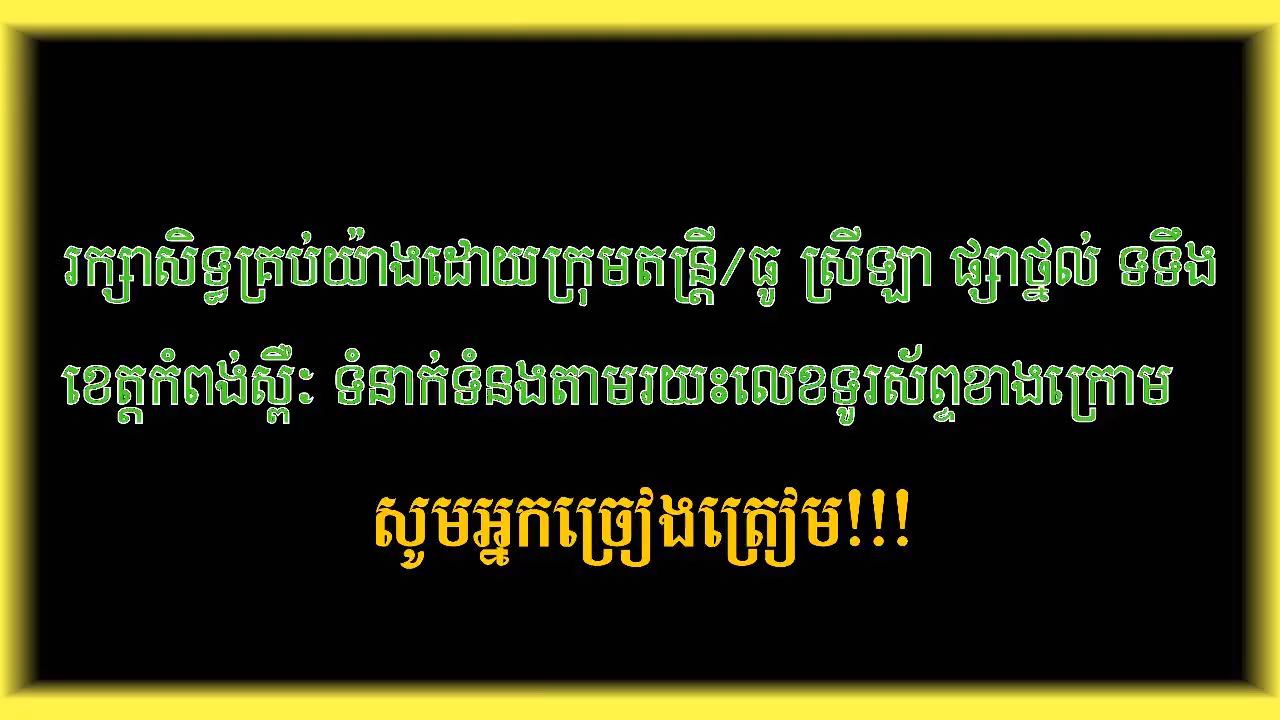 រក្សាសិទ្ធគ្រប់យ៉ាងដោយក្រុមតន្ត្រី/ធូ ស្រីឡា ផ្សាថ្នល់ ទទឹង
ខេត្តកំពង់ស្ពឺៈ ទំនាក់ទំនងតាមរយះលេខទូរស័ព្ទខាងក្រោម
សូមអ្នកច្រៀងត្រៀម!!!